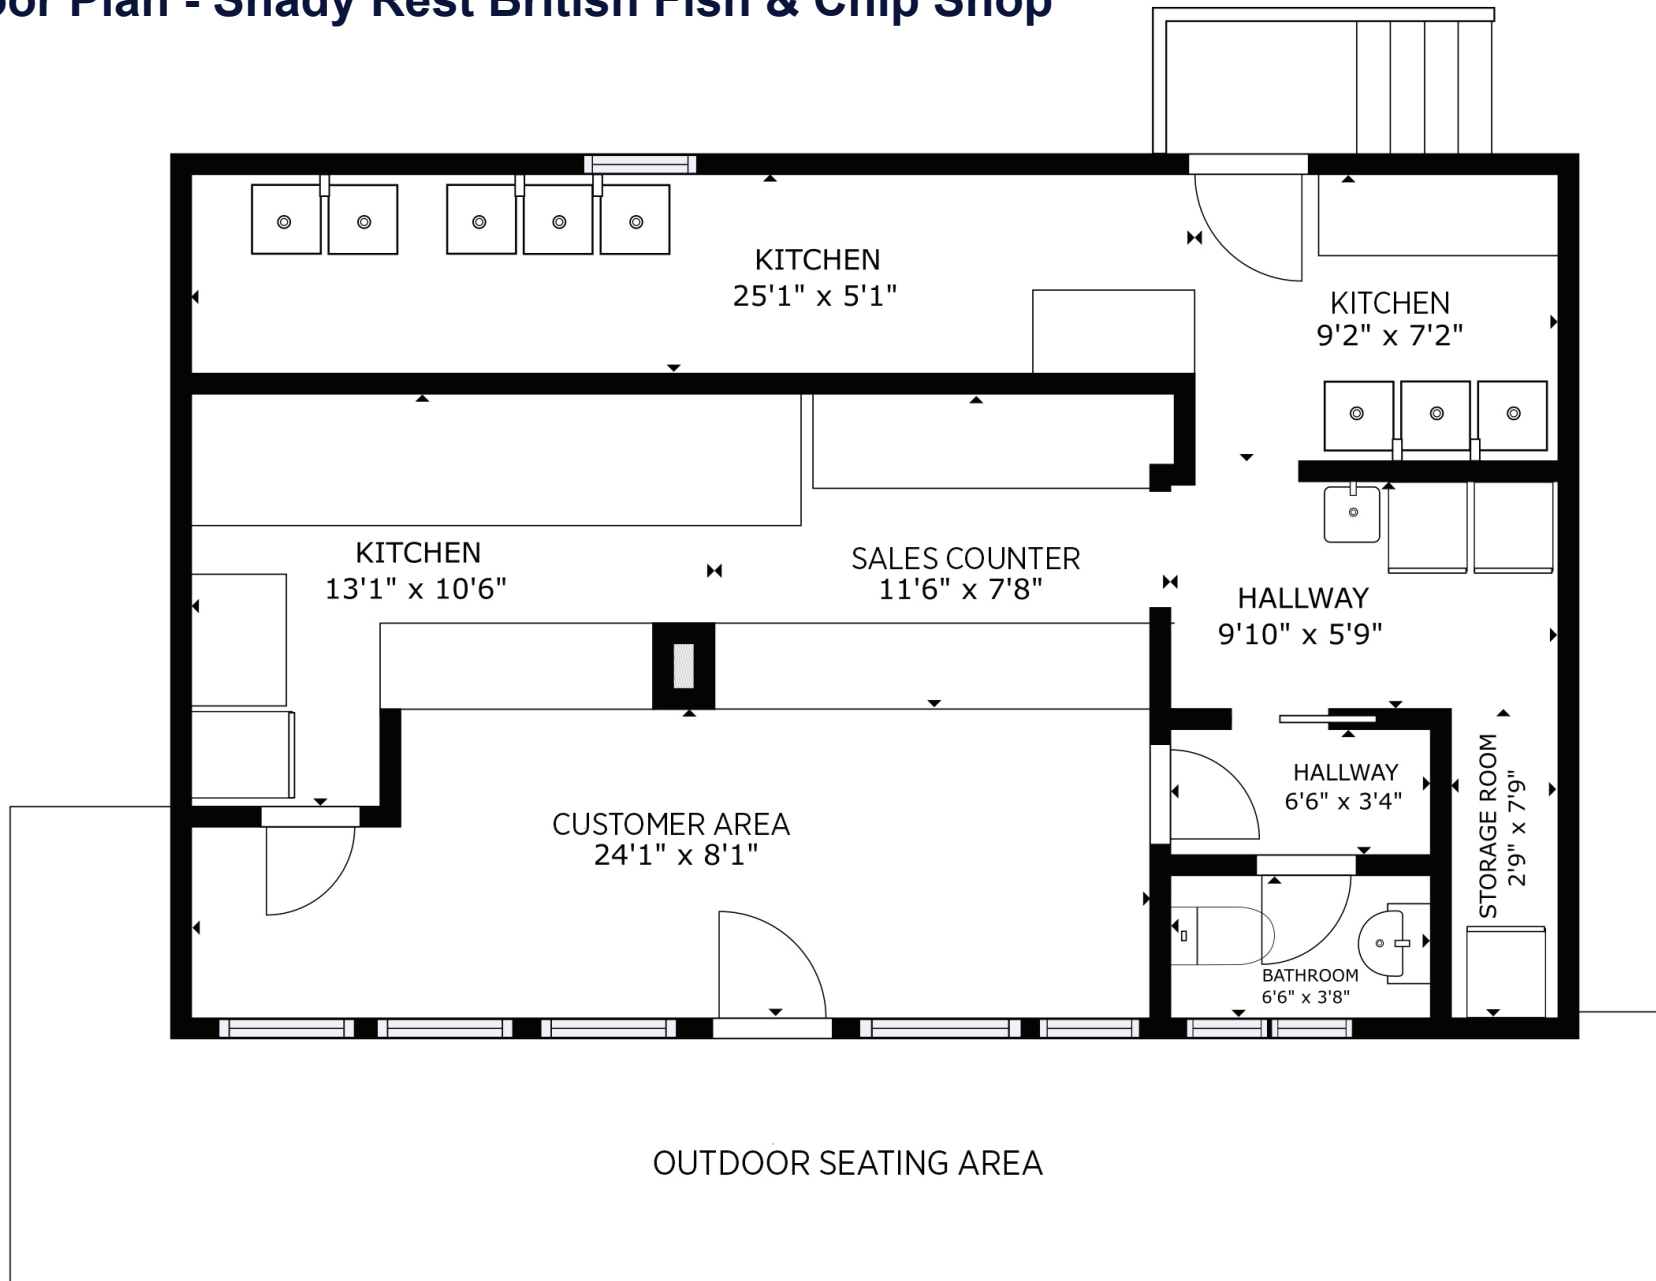 oor Plan - Shady Rest British Fish & Chip Shop
KITCHEN
25'1" x 5'1"
KITCHEN
9'2" x 7'2"
KITCHEN
13'1" x 10'6"
SALES COUNTER
11'6" x 7'8"
HALLWAY
9'10" x 5'9"
HALLWAY
6'6" x 3'4"
STORAGE ROOM
2'9" x 7'9"
CUSTOMER AREA
24'1" x 8'1"
BATHROOM
6'6" x 3'8"
OUTDOOR SEATING AREA